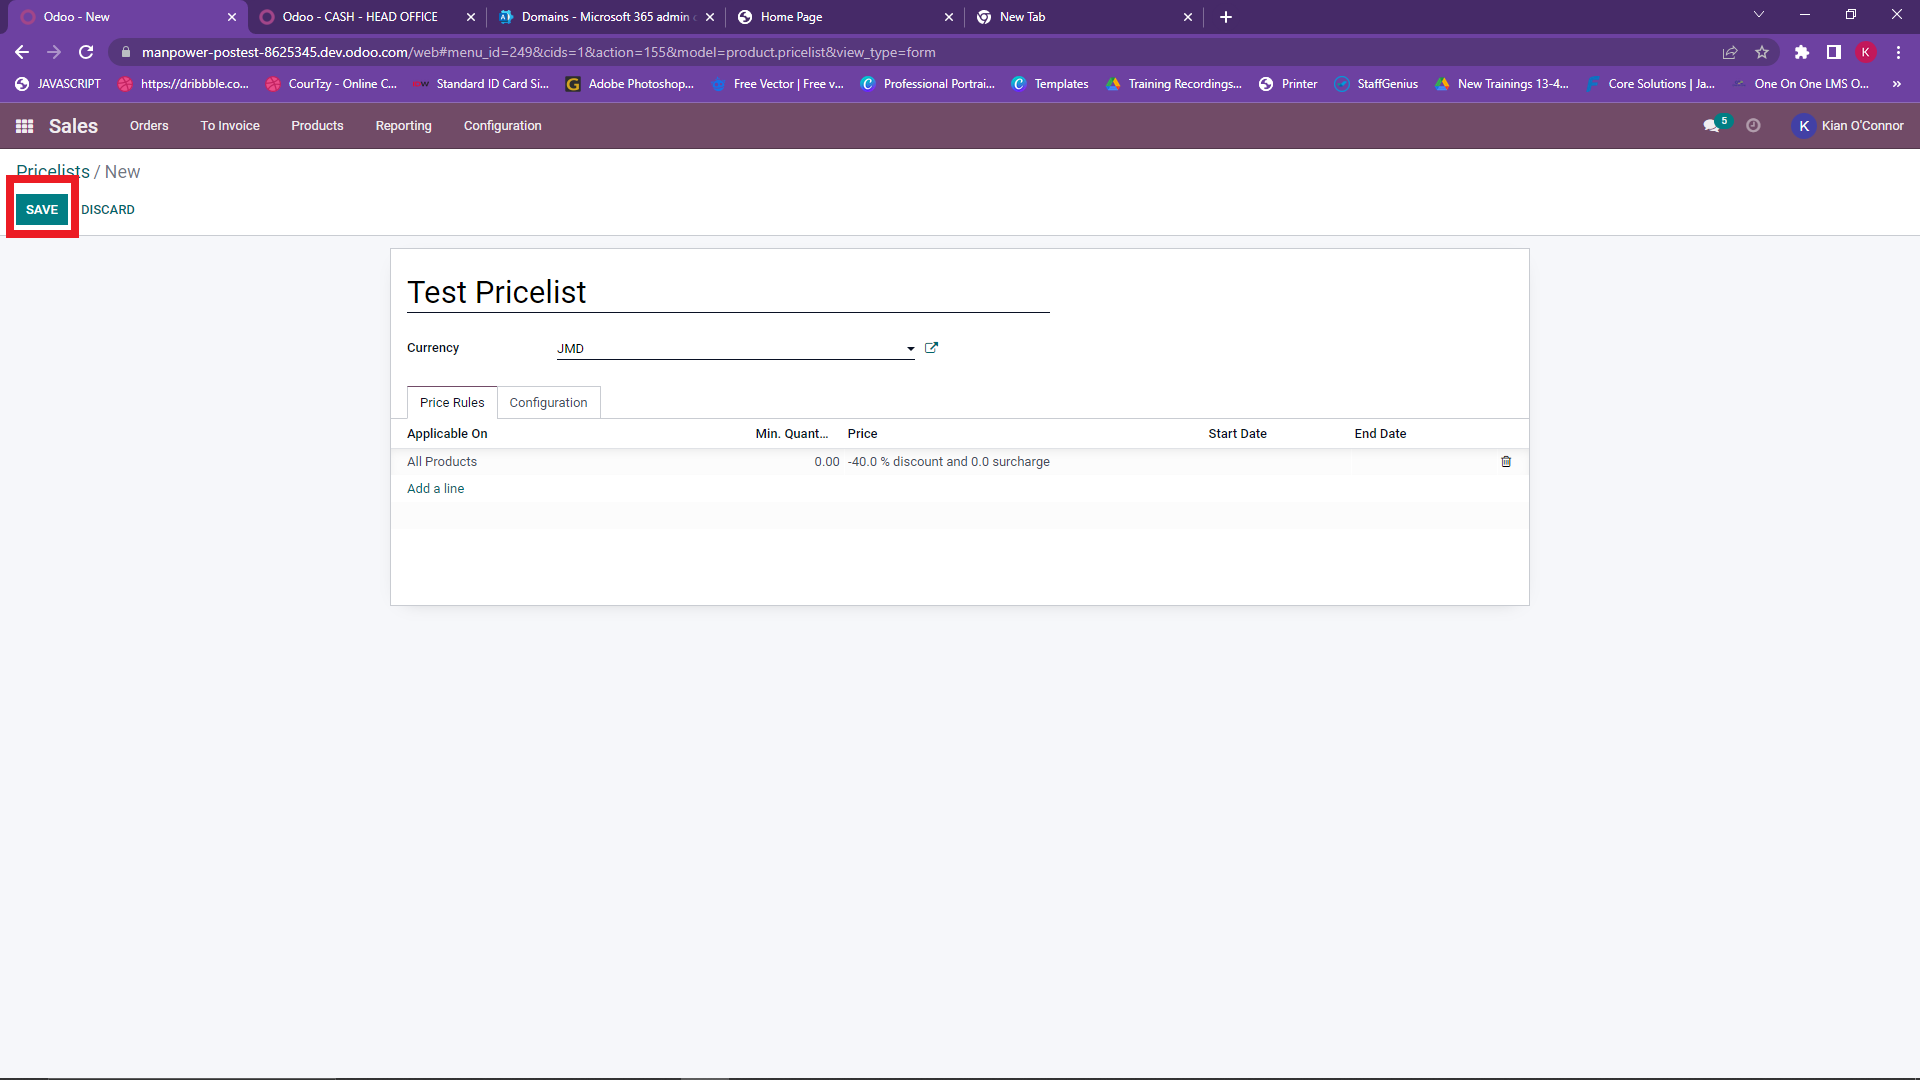 Odoo - New
Odoo - CASH - HEAD OFFICE
Domains - Microsoft 365 admin
Home Page
New Tab
manpower-postest-8625345.dev.odoo.com/web#menu_id=249&cids=1&action=155&model=product.pricelist&view_type=form
K
JAVASCRIPT
https://dribbble.co...
CourTzy - Online C...
Standard ID Card Si...
Adobe Photoshop...
Free Vector | Free v...
Professional Portrai...
Templates
Training Recordings...
Printer
StaffGenius
New Trainings 13-4...
Core Solutions | Ja...
One On One LMS O...
»
Sales
Orders
To Invoice
Products
Reporting
Configuration
5
K
Kian O'Connor
Pricelists / New
SAVE
DISCARD
Test Pricelist
Currency
JMD
Price Rules
Configuration
Applicable On
Min. Quant...
Price
Start Date
End Date
All Products
0.00
-40.0 % discount and 0.0 surcharge
Add a line